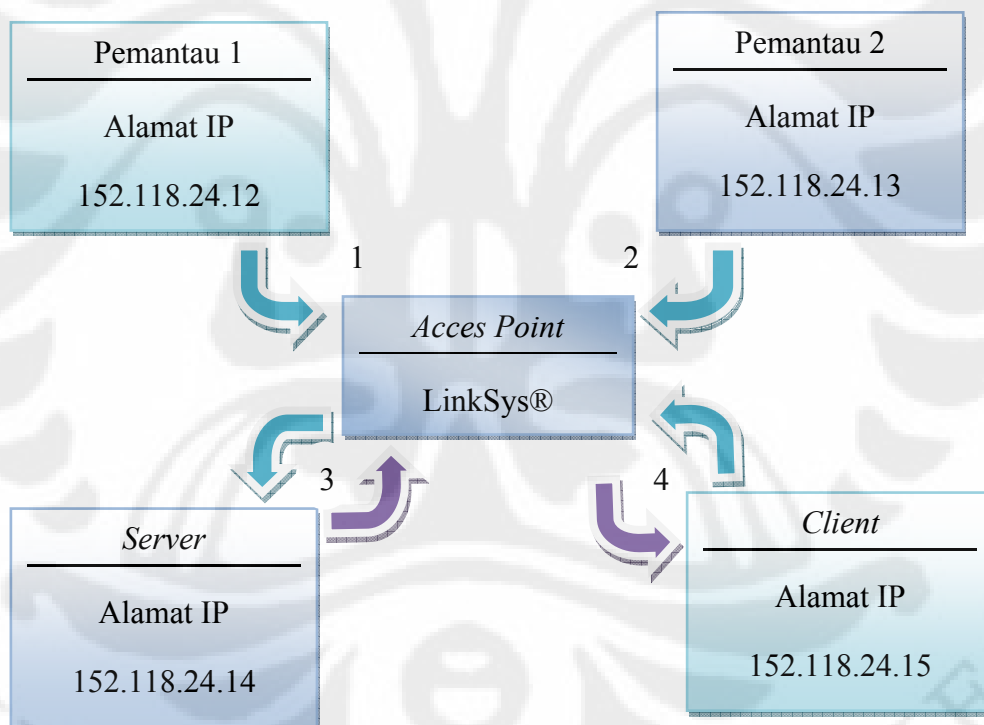 Pemantau 1
Alamat IP
152.118.24.12
Pemantau 2
Alamat IP
152.118.24.13
1
2
Acces Point
LinkSys®
3
4
Server
Alamat IP
152.118.24.14
Client
Alamat IP
152.118.24.15